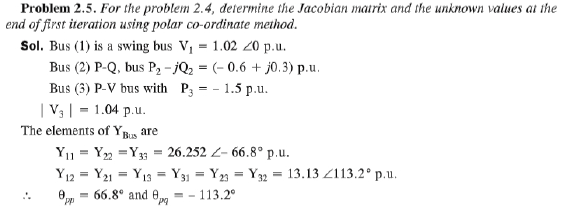 Problem 2.5. For the problem 2.4, determine the Jacobian matrix and the unknown values at the
end of first iteration using polar co-ordinate method.
Sol. Bus (1) is a swing bus V₁ = 1.02 ∠0 p.u.
Bus (2) P-Q, bus P₂ – jQ₂ = (– 0.6 + j0.3) p.u.
Bus (3) P-V bus with P₃ = – 1.5 p.u.
| V₃ | = 1.04 p.u.
The elements of Y_Bus are
Y₁₁ = Y₂₂ = Y₃₃ = 26.252 ∠– 66.8° p.u.
Y₁₂ = Y₂₁ = Y₁₃ = Y₃₁ = Y₂₃ = Y₃₂ = 13.13 ∠113.2° p.u.
∴ θ_pp = 66.8° and θ_pq = – 113.2°